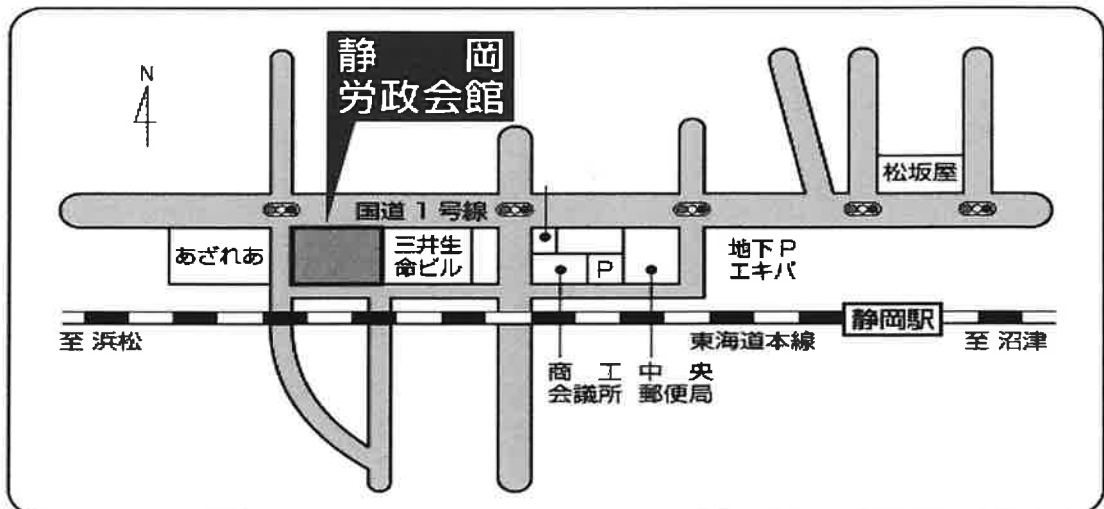 静岡
労政会館
N
松坂屋
国道1号線
あざれあ
三井生
命ビル
P
地下P
エキパ
静岡駅
至 浜松
東海道本線
至 沼津
商工
会議所
中央
郵便局